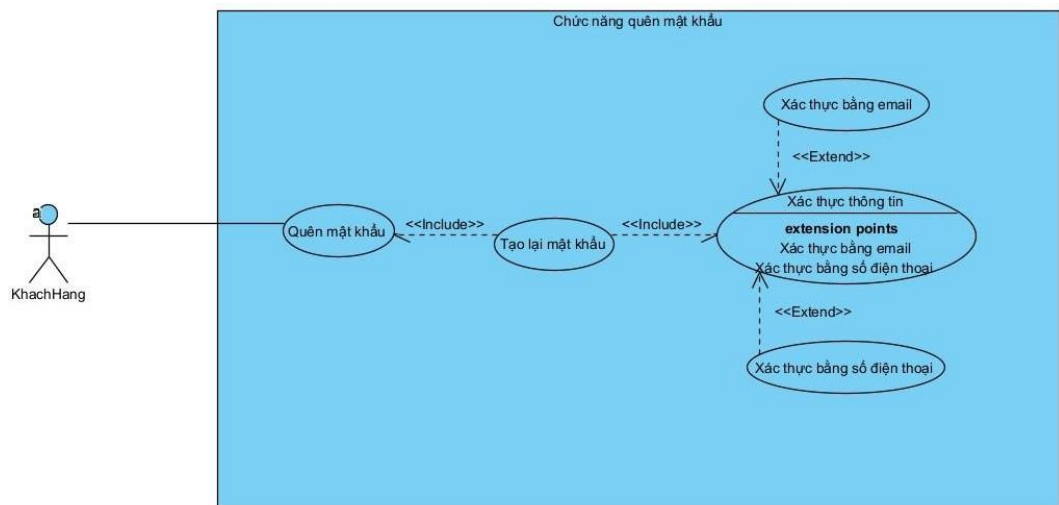 Chức năng quên mật khẩu
Xác thực bằng email
<<Extend>>
a
KhachHang
Quên mật khẩu
<<Include>>
Tạo lại mật khẩu
<<Include>>
Xác thực thông tin
extension points
Xác thực bằng email
Xác thực bằng số điện thoại
<<Extend>>
Xác thực bằng số điện thoại